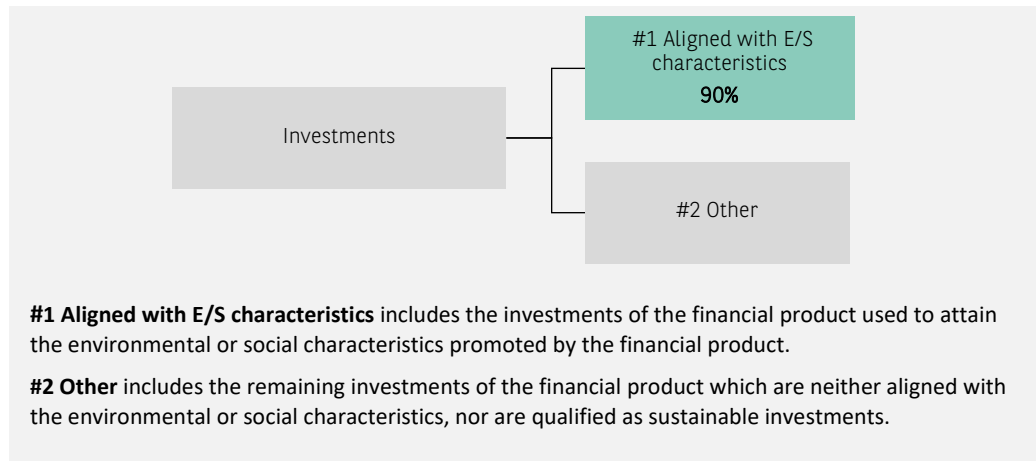 #1 Aligned with E/S
characteristics
90%
Investments
#2 Other
#1 Aligned with E/S characteristics includes the investments of the financial product used to attain
the environmental or social characteristics promoted by the financial product.
#2 Other includes the remaining investments of the financial product which are neither aligned with
the environmental or social characteristics, nor are qualified as sustainable investments.